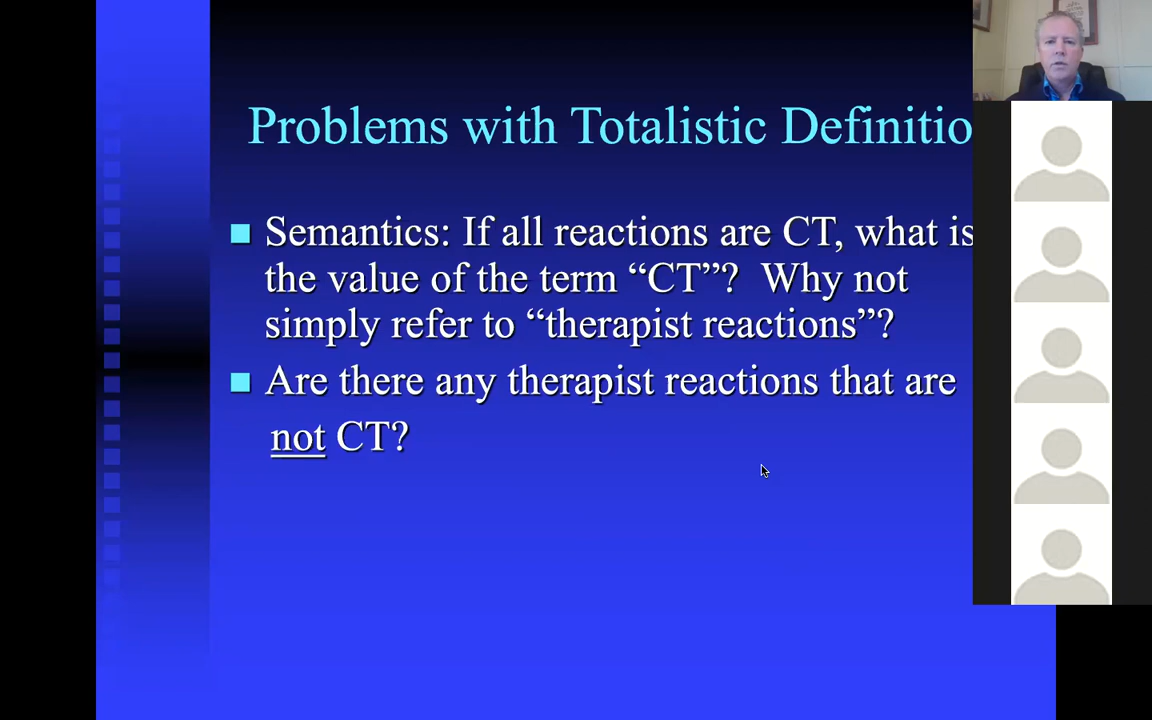 Problems with Totalistic Definitio
Semantics: If all reactions are CT, what is
the value of the term “CT”? Why not
simply refer to “therapist reactions”?
Are there any therapist reactions that are
not CT?